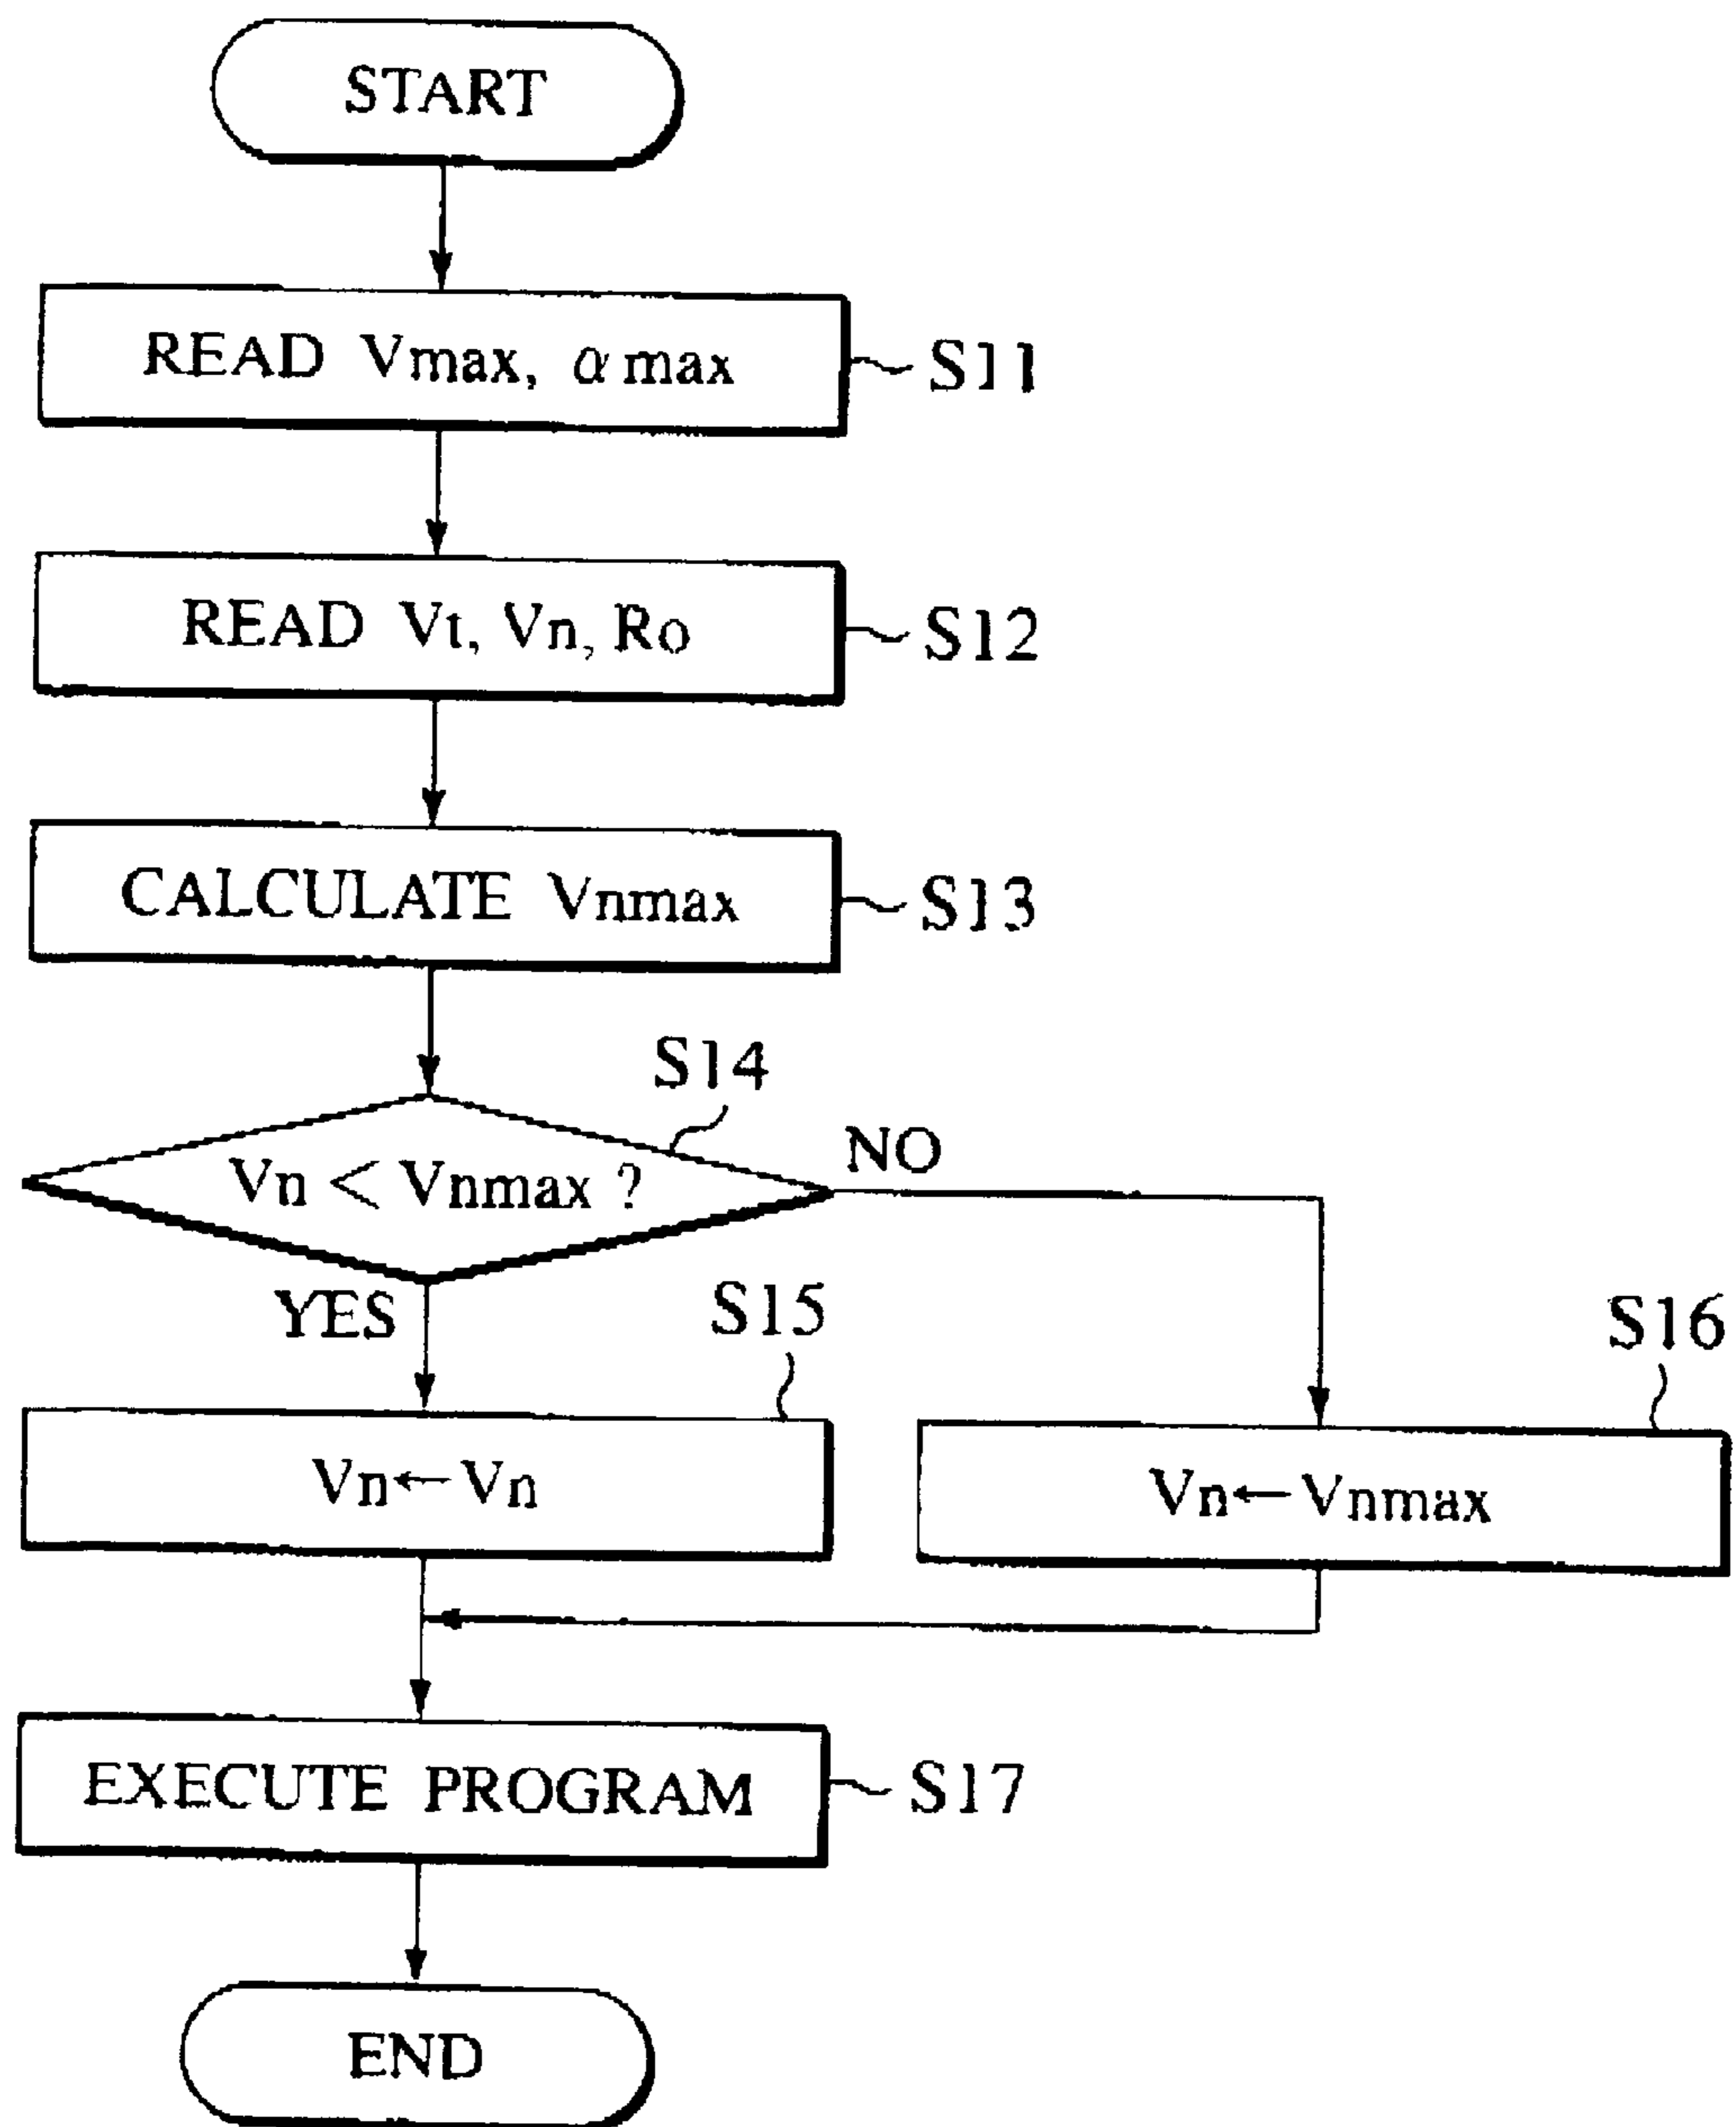 START
READ Vmax, αmax
S11
READ Vt, Vn, Ro
S12
CALCULATE Vnmax
S13
S14
Vn < Vnmax ?
NO
YES
S15
S16
Vn←Vn
Vn←Vnmax
EXECUTE PROGRAM
S17
END